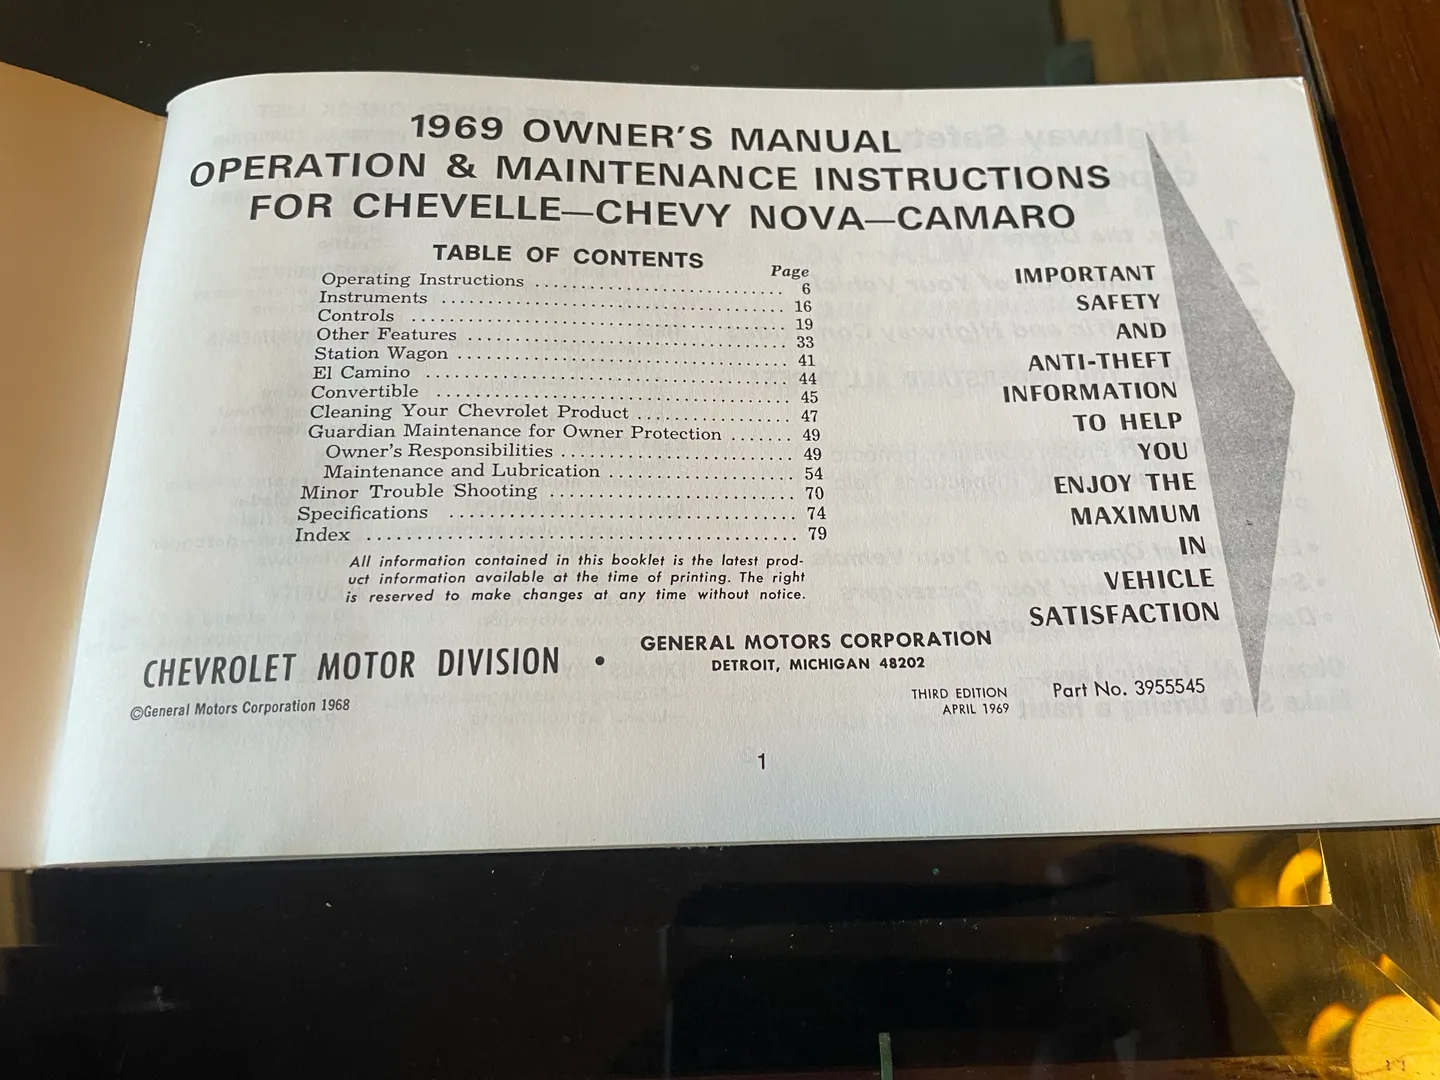 1969 OWNER'S MANUAL
OPERATION & MAINTENANCE INSTRUCTIONS
FOR CHEVELLE—CHEVY NOVA—CAMARO
TABLE OF CONTENTS
Page
Operating Instructions .......... 6
Instruments .......... 16
Controls .......... 19
Other Features .......... 33
Station Wagon .......... 41
El Camino .......... 44
Convertible .......... 45
Cleaning Your Chevrolet Product .......... 47
Guardian Maintenance for Owner Protection ....... 49
Owner's Responsibilities .......... 49
Maintenance and Lubrication .......... 54
Minor Trouble Shooting .......... 70
Specifications .......... 74
Index .......... 79
All information contained in this booklet is the latest prod-
uct information available at the time of printing. The right
is reserved to make changes at any time without notice.
IMPORTANT
SAFETY
AND
ANTI-THEFT
INFORMATION
TO HELP
YOU
ENJOY THE
MAXIMUM
IN
VEHICLE
SATISFACTION
CHEVROLET MOTOR DIVISION • GENERAL MOTORS CORPORATION
DETROIT, MICHIGAN 48202
©General Motors Corporation 1968
THIRD EDITION
APRIL 1969
Part No. 3955545
1